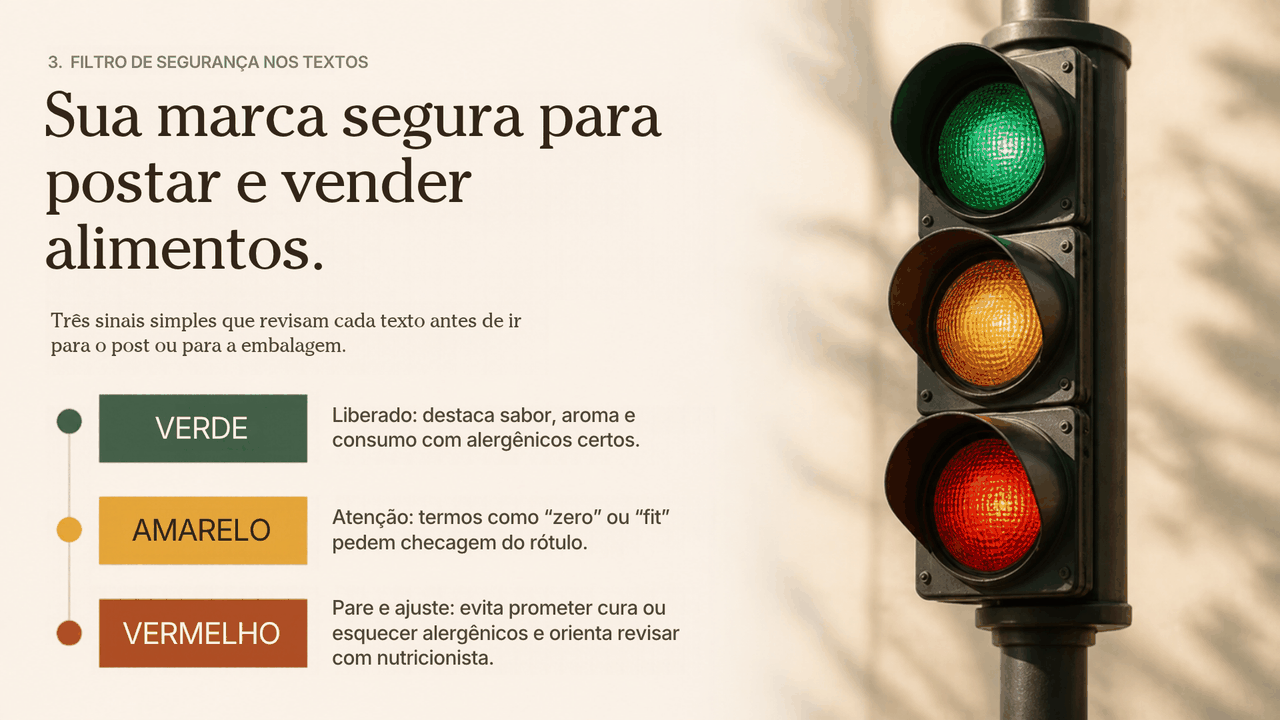 3. FILTRO DE SEGURANÇA NOS TEXTOS
Sua marca segura para
postar e vender
alimentos.
Três sinais simples que revisam cada texto antes de ir
para o post ou para a embalagem.
VERDE
Liberado: destaca sabor, aroma e
consumo com alergênicos certos.
AMARELO
Atenção: termos como “zero” ou “fit”
pedem checagem do rótulo.
VERMELHO
Pare e ajuste: evita prometer cura ou
esquecer alergênicos e orienta revisar
com nutricionista.